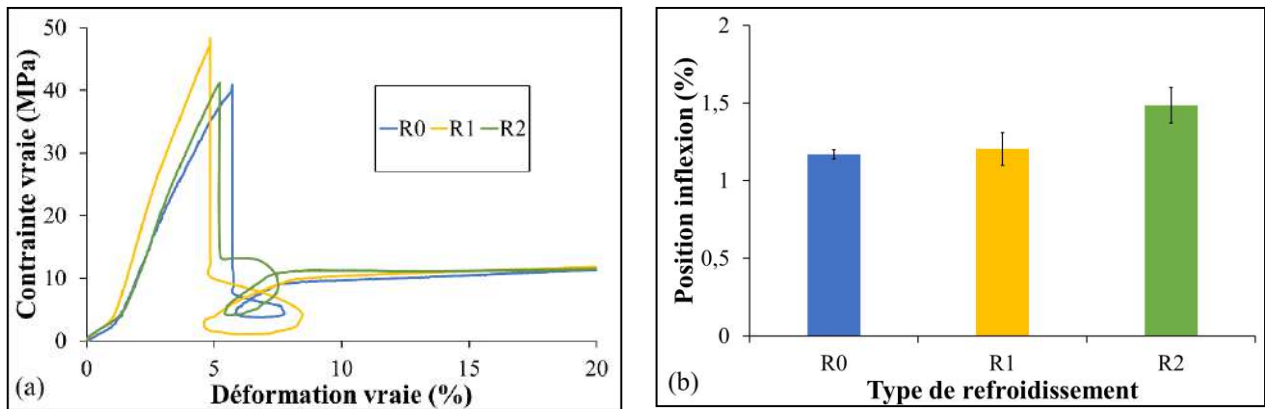 50
40
30
20
10
0
Contrainte vraie (MPa)
R0 R1 R2
0 5 10 15 20
Déformation vraie (%)
(a)
2
1,5
1
0,5
0
Position inflexion (%)
R0 R1 R2
Type de refroidissement
(b)